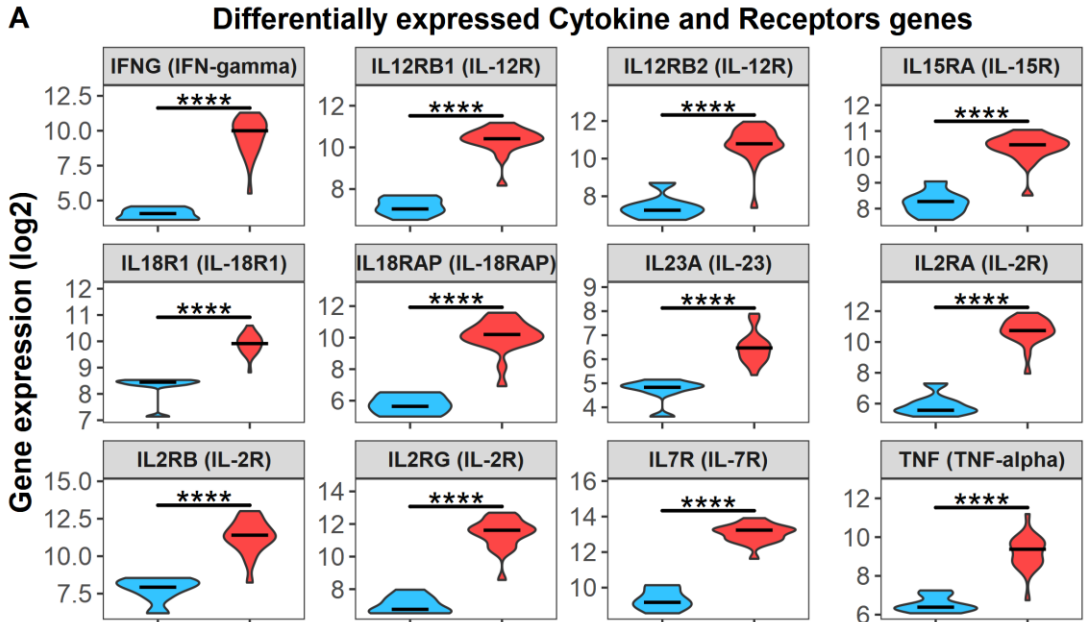 A Differentially expressed Cytokine and Receptors genes
Gene expression (log2)
IFNG (IFN-gamma) IL12RB1 (IL-12R) IL12RB2 (IL-12R) IL15RA (IL-15R)
**** **** **** ****
12.5 10.0 7.5 5.0
12 10 8
12 10 8
12 11 10 9 8
IL18R1 (IL-18R1) IL18RAP (IL-18RAP) IL23A (IL-23) IL2RA (IL-2R)
**** **** **** ****
12 11 10 9 8 7
12 10 8 6
9 8 7 6 5 4
12 10 8 6
IL2RB (IL-2R) IL2RG (IL-2R) IL7R (IL-7R) TNF (TNF-alpha)
**** **** **** ****
15.0 12.5 10.0 7.5
14 12 10 8
16 14 12 10
12 10 8 6